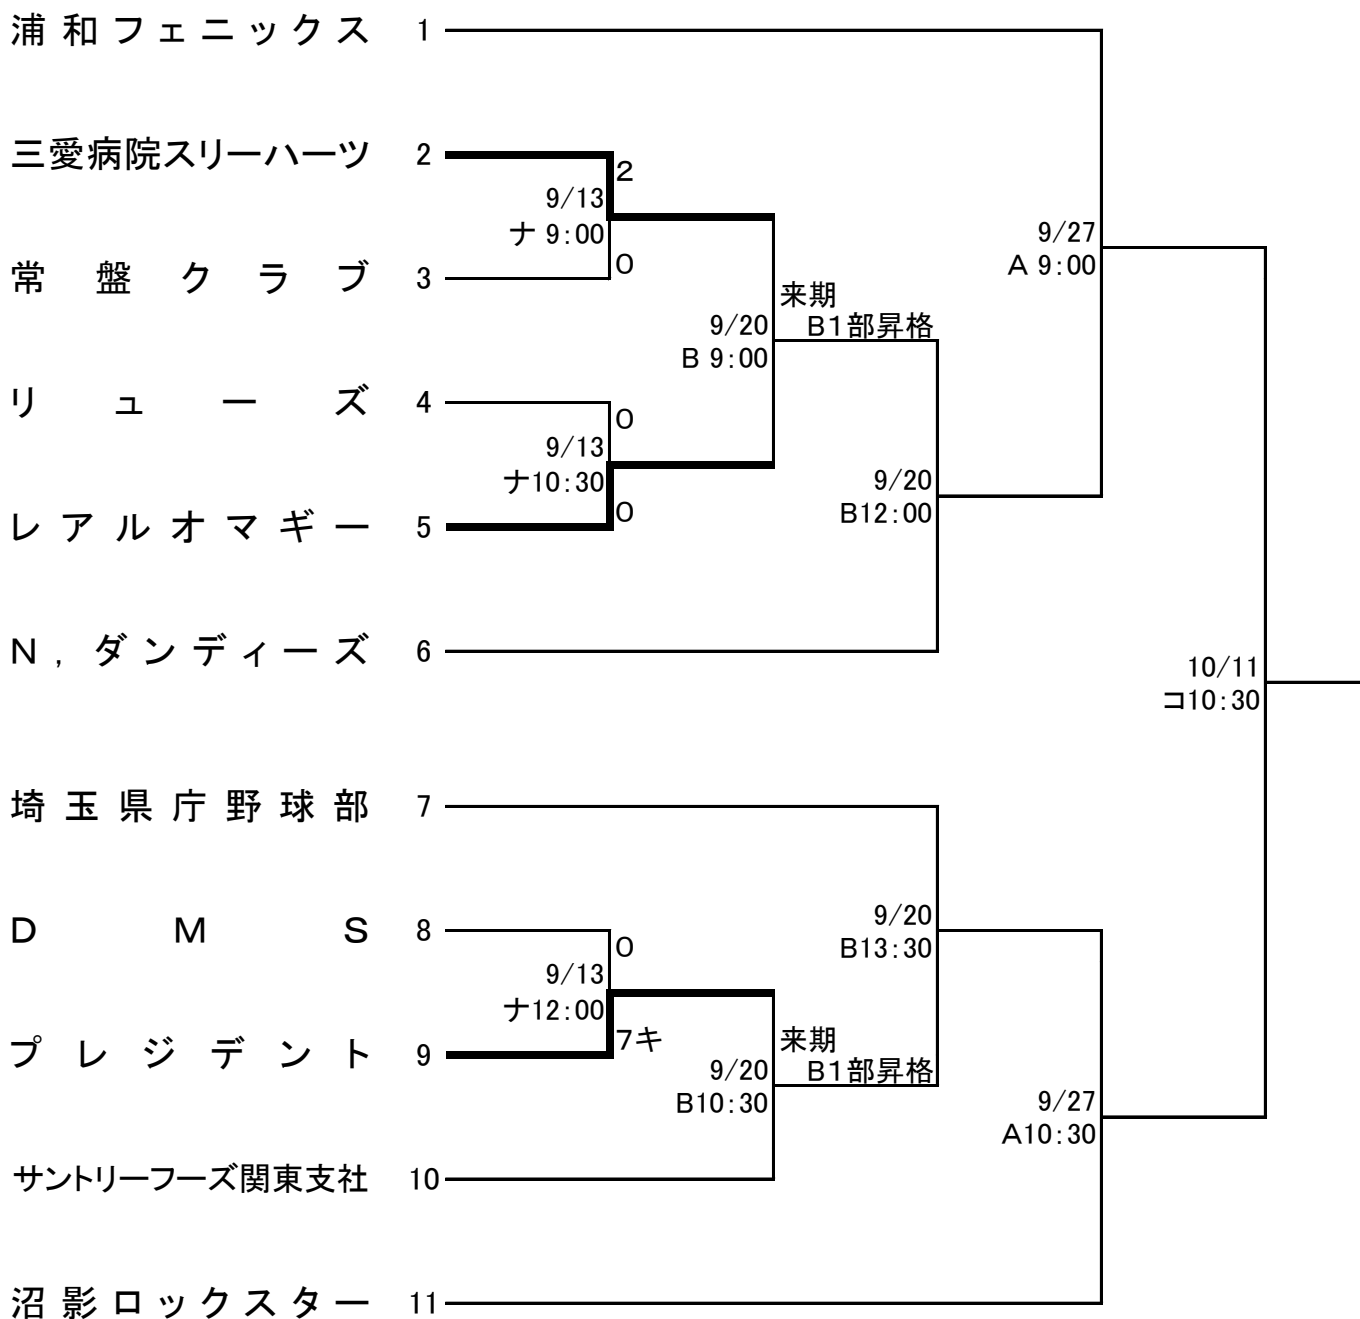 浦和フェニックス 1
三愛病院スリーハーツ 2
2
9/13
ナ 9:00
常盤クラブ 3
0
リューズ 4
0
9/13
ナ10:30
レアルオマギー 5
0
来期
B1部昇格
9/20
B 9:00
9/27
A 9:00
9/20
B12:00
N,ダンディーズ 6
10/11
コ10:30
埼玉県庁野球部 7
DMS 8
0
9/13
ナ12:00
プレジデント 9
7キ
9/20
B13:30
来期
B1部昇格
9/20
B10:30
9/27
A10:30
サントリーフーズ関東支社 10
沼影ロックスター 11